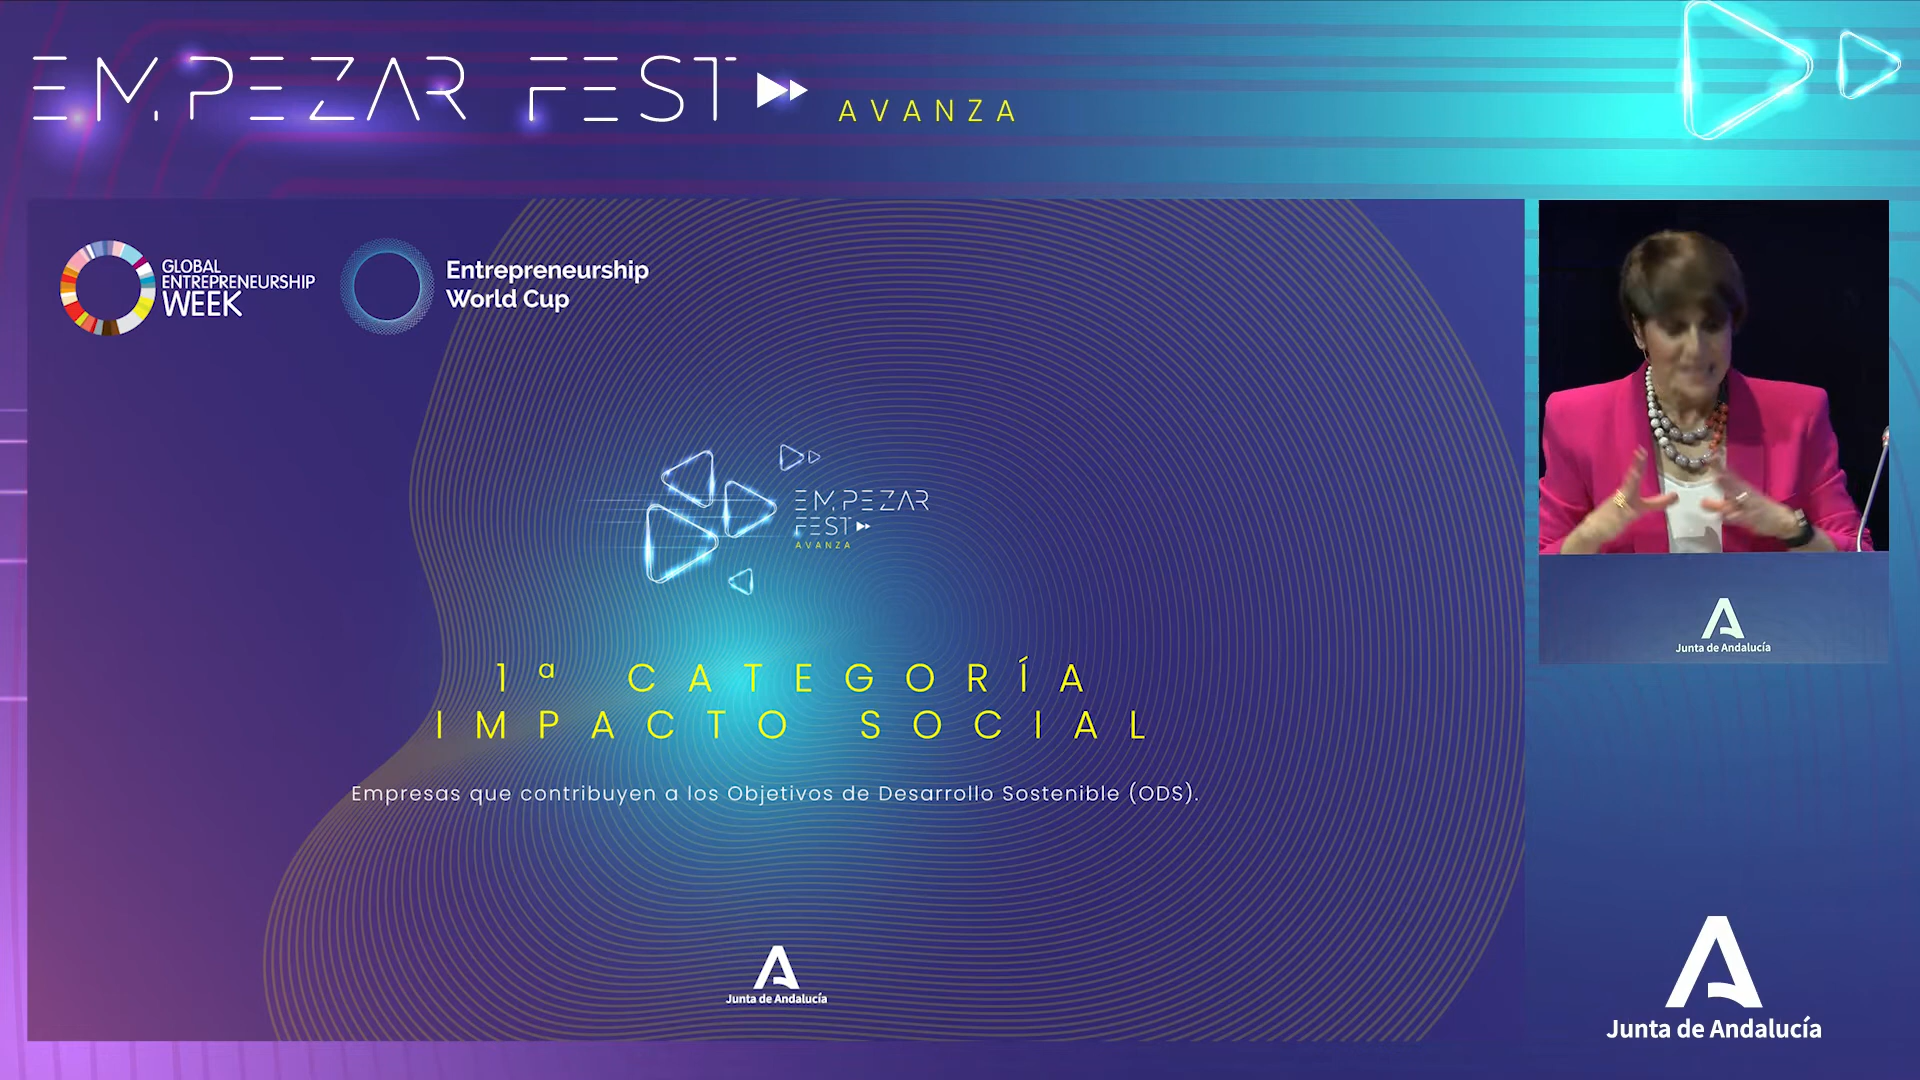 EMPEZAR FEST
AVANZA
GLOBAL
ENTREPRENEURSHIP
WEEK
Entrepreneurship
World Cup
EMPEZAR
FEST
AVANZA
1ª CATEGORÍA
IMPACTO SOCIAL
Empresas que contribuyen a los Objetivos de Desarrollo Sostenible (ODS).
Junta de Andalucía
Junta de Andalucía
Junta de Andalucía